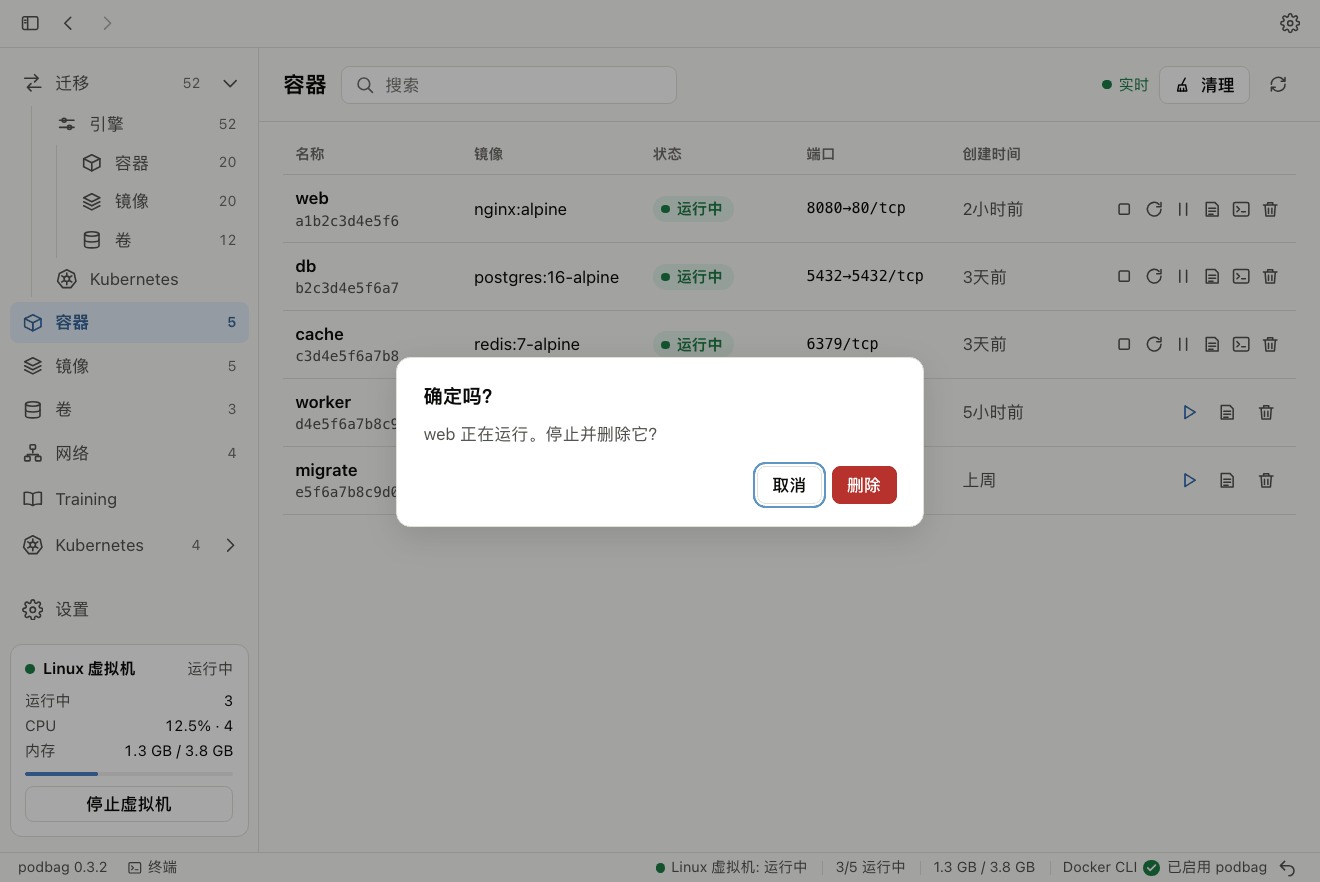 迁移 52
引擎 52
容器 20
镜像 20
卷 12
Kubernetes
容器 5
镜像 5
卷 3
网络 4
Training
Kubernetes 4
设置
Linux 虚拟机 运行中
运行中 3
CPU 12.5% · 4
内存 1.3 GB / 3.8 GB
停止虚拟机
容器 搜索 实时 清理
名称 镜像 状态 端口 创建时间
web
a1b2c3d4e5f6
nginx:alpine 运行中 8080→80/tcp 2小时前
db
b2c3d4e5f6a7
postgres:16-alpine 运行中 5432→5432/tcp 3天前
cache
c3d4e5f6a7b8
redis:7-alpine 运行中 6379/tcp 3天前
worker
d4e5f6a7b8c9
5小时前
migrate
e5f6a7b8c9d0
上周
确定吗?
web 正在运行。停止并删除它?
取消 删除
podbag 0.3.2 终端 Linux 虚拟机: 运行中 3/5 运行中 1.3 GB / 3.8 GB Docker CLI 已启用 podbag